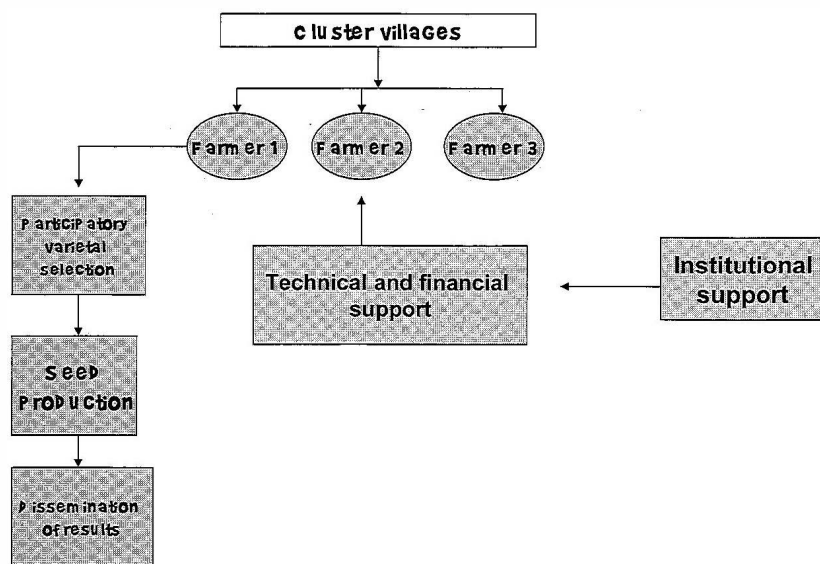 cluster villages
Farmer 1
Farmer 2
Farmer 3
Participatory
varietal
selection
Technical and financial
support
Institutional
support
Seed
Production
Dissemination
of results